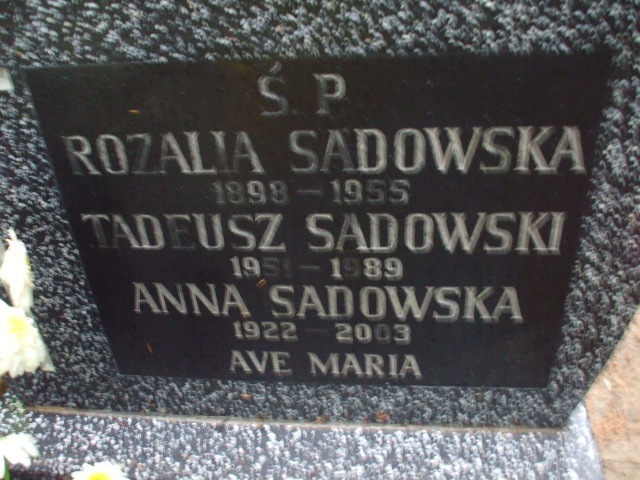 Ś. P
ROZALIA SADOWSKA
1898 - 1955
TADEUSZ SADOWSKI
1951 - 1989
ANNA SADOWSKA
1922 - 2003
AVE MARIA